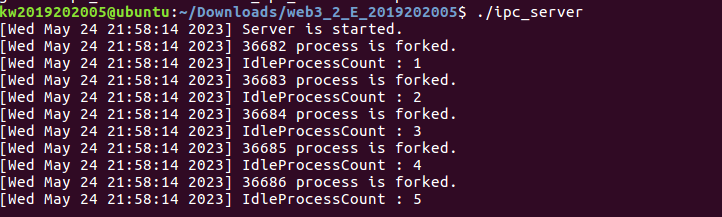 kw2019202005@ubuntu:~/Downloads/web3_2_E_2019202005$ ./ipc_server
[Wed May 24 21:58:14 2023] Server is started.
[Wed May 24 21:58:14 2023] 36682 process is forked.
[Wed May 24 21:58:14 2023] IdleProcessCount : 1
[Wed May 24 21:58:14 2023] 36683 process is forked.
[Wed May 24 21:58:14 2023] IdleProcessCount : 2
[Wed May 24 21:58:14 2023] 36684 process is forked.
[Wed May 24 21:58:14 2023] IdleProcessCount : 3
[Wed May 24 21:58:14 2023] 36685 process is forked.
[Wed May 24 21:58:14 2023] IdleProcessCount : 4
[Wed May 24 21:58:14 2023] 36686 process is forked.
[Wed May 24 21:58:14 2023] IdleProcessCount : 5